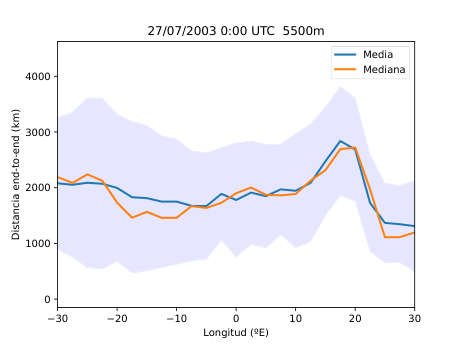 27/07/2003 0:00 UTC  5500m
Media
Mediana
Distancia end-to-end (km)
4000
3000
2000
1000
0
−30 −20 −10 0 10 20 30
Longitud (ºE)